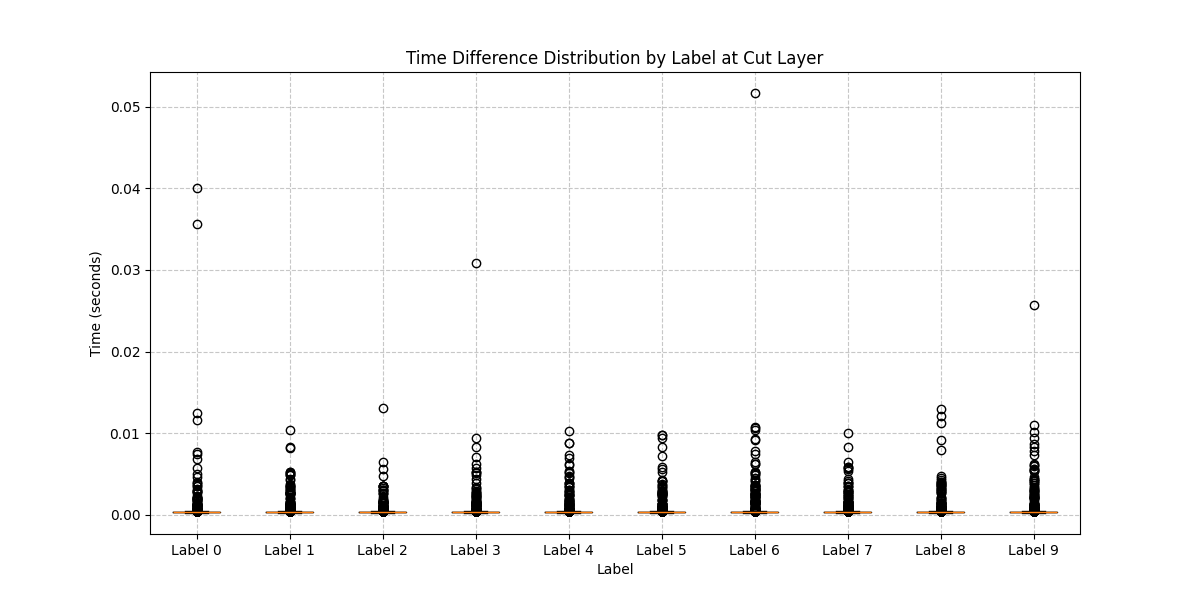 Time Difference Distribution by Label at Cut Layer
0.05
0.04
0.03
0.02
0.01
0.00
Time (seconds)
Label 0 Label 1 Label 2 Label 3 Label 4 Label 5 Label 6 Label 7 Label 8 Label 9
Label